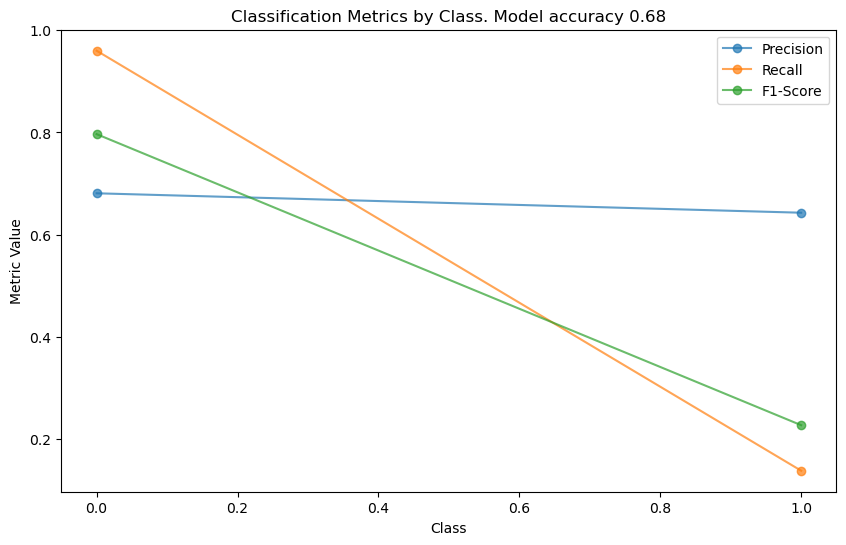 Classification Metrics by Class. Model accuracy 0.68
Precision
Recall
F1-Score
Metric Value
1.0
0.8
0.6
0.4
0.2
0.0 0.2 0.4 0.6 0.8 1.0
Class